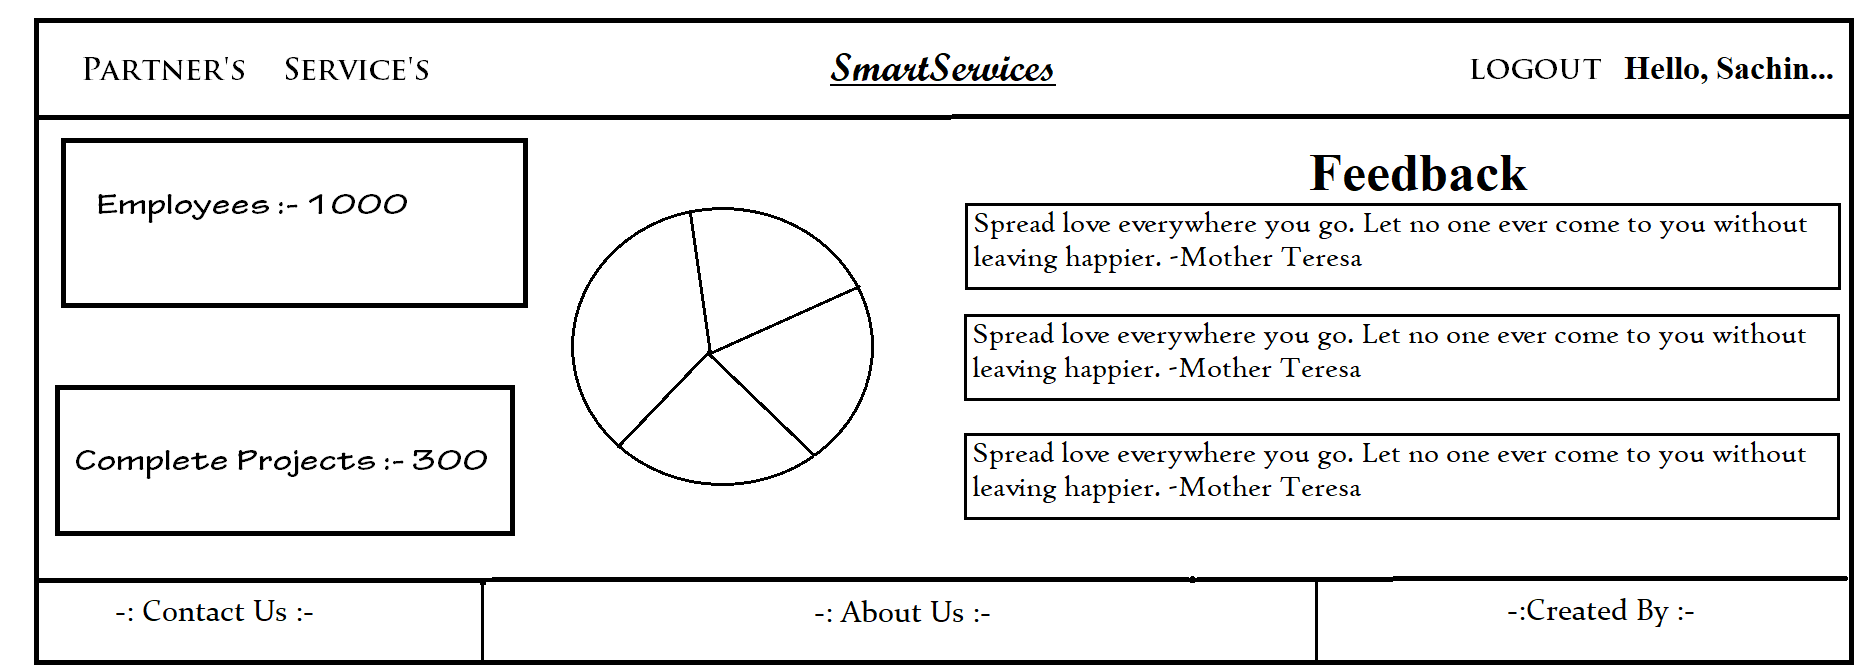 Partner's Service's SmartServices LOGOUT Hello, Sachin...
Employees :- 1000
Complete Projects :- 300
Feedback
Spread love everywhere you go. Let no one ever come to you without
leaving happier. -Mother Teresa
Spread love everywhere you go. Let no one ever come to you without
leaving happier. -Mother Teresa
Spread love everywhere you go. Let no one ever come to you without
leaving happier. -Mother Teresa
-: Contact Us :-
-: About Us :-
-:Created By :-